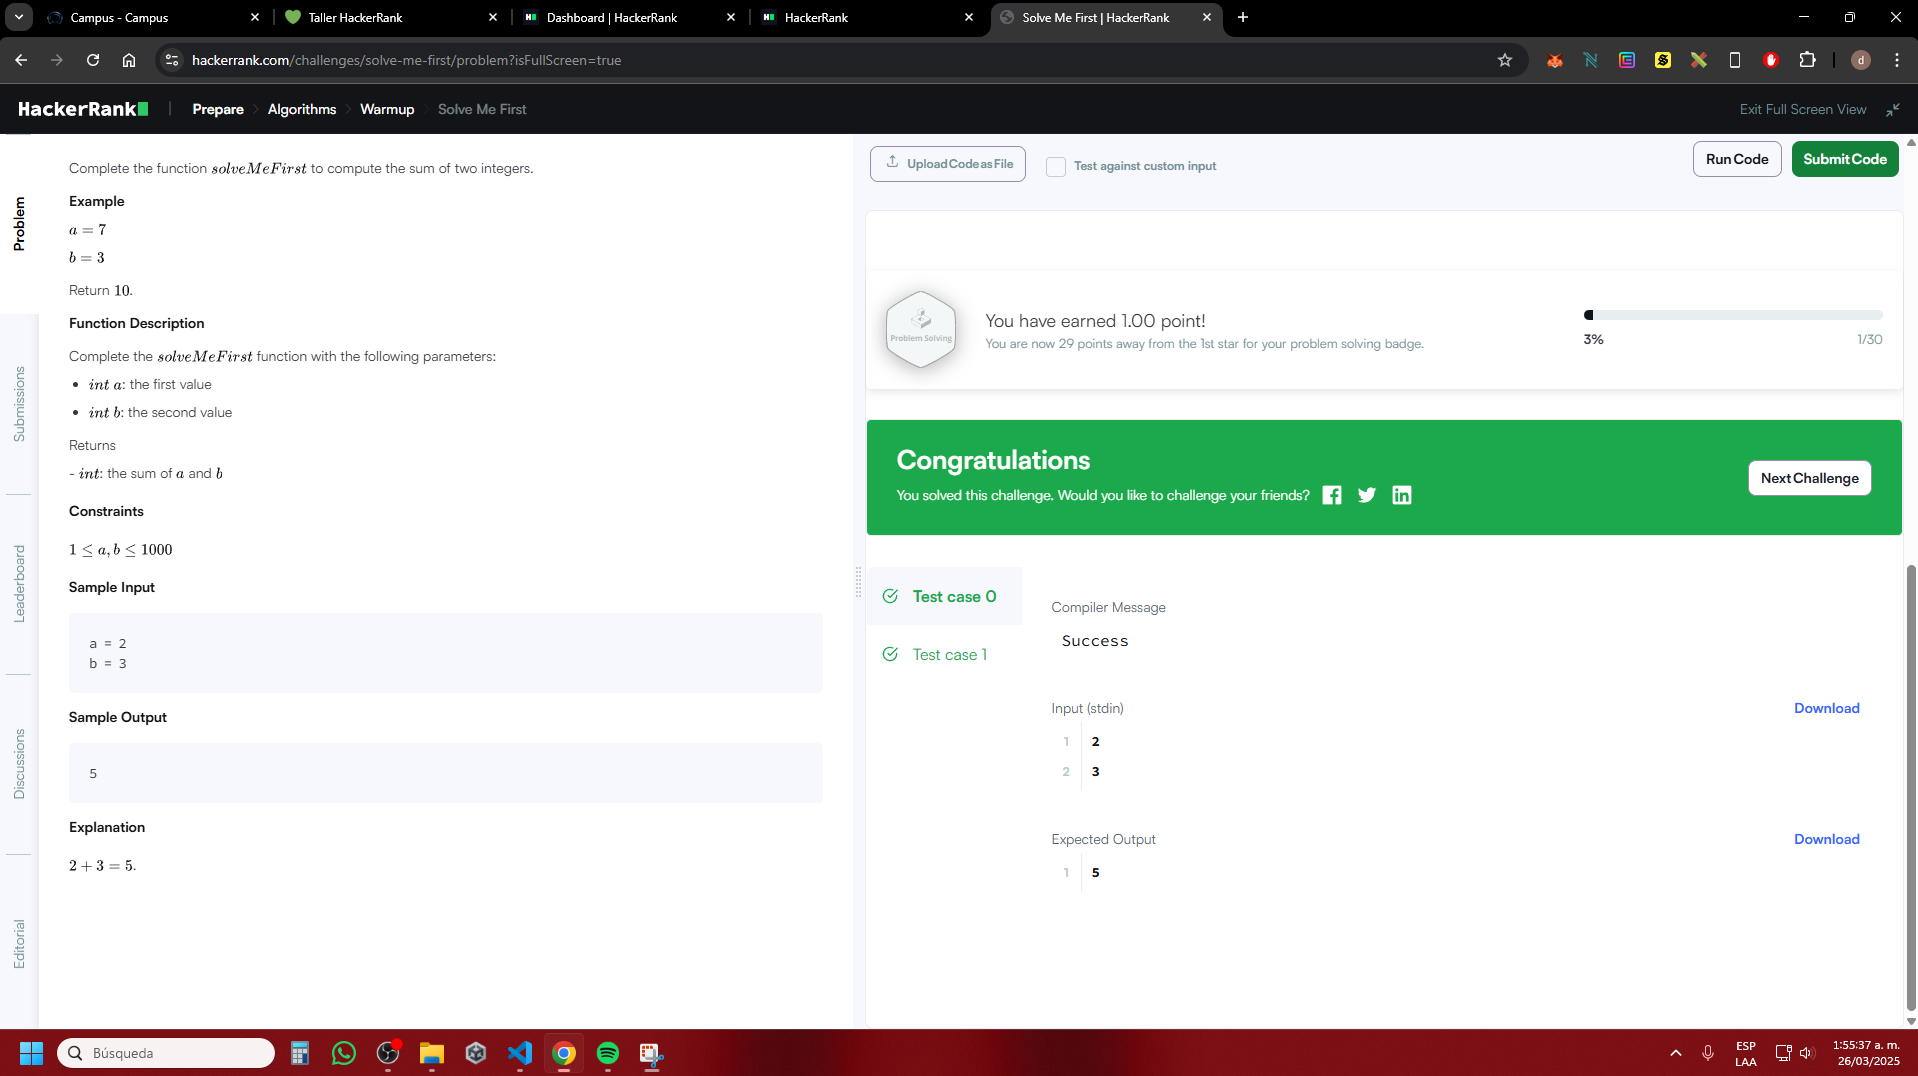 Campus - Campus
Taller HackerRank
Dashboard | HackerRank
HackerRank
Solve Me First | HackerRank
hackerrank.com/challenges/solve-me-first/problem?isFullScreen=true
d
HackerRank
Prepare
Algorithms
Warmup
Solve Me First
Exit Full Screen View
Problem
Submissions
Leaderboard
Discussions
Editorial
Complete the function solveMeFirst to compute the sum of two integers.
Example
a = 7
b = 3
Return 10.
Function Description
Complete the solveMeFirst function with the following parameters:
• int a: the first value
• int b: the second value
Returns
- int: the sum of a and b
Constraints
1 ≤ a, b ≤ 1000
Sample Input
a = 2
b = 3
Sample Output
5
Explanation
2 + 3 = 5.
Upload Code as File
Test against custom input
Run Code
Submit Code
Problem Solving
You have earned 1.00 point!
You are now 29 points away from the 1st star for your problem solving badge.
3%
1/30
Congratulations
You solved this challenge. Would you like to challenge your friends?
Next Challenge
Test case 0
Test case 1
Compiler Message
Success
Input (stdin)
Download
1 2
2 3
Expected Output
Download
1 5
Búsqueda
ESP
LAA
1:55:37 a. m.
26/03/2025